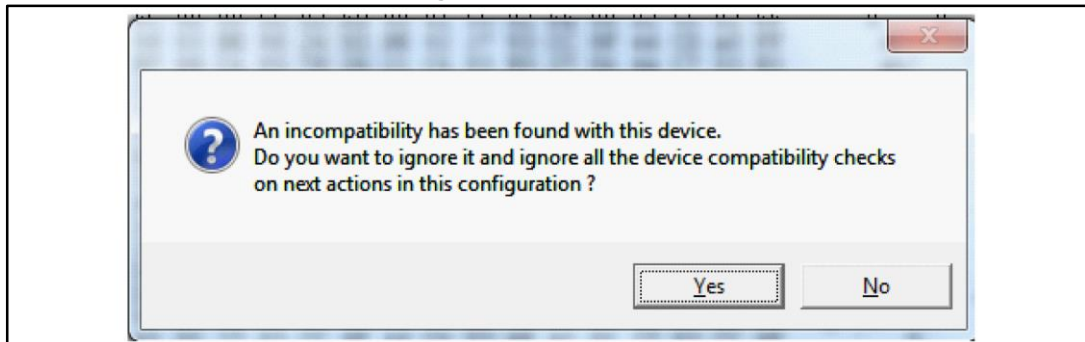 An incompatibility has been found with this device.
Do you want to ignore it and ignore all the device compatibility checks
on next actions in this configuration ?
Yes
No